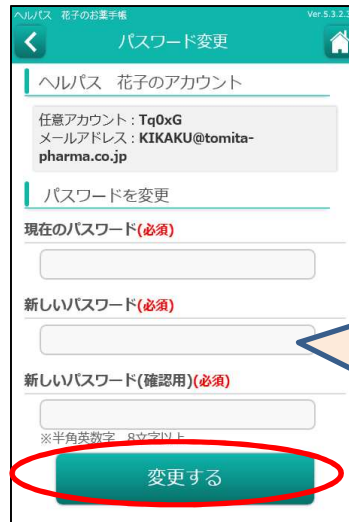 ヘルパス 花子のお薬手帳 Ver.5.3.2.3
パスワード変更
ヘルパス 花子のアカウント
任意アカウント：Tq0xG
メールアドレス：KIKAKU@tomita-
pharma.co.jp
パスワードを変更
現在のパスワード(必須)
新しいパスワード(必須)
新しいパスワード(確認用)(必須)
※半角英数字 8文字以上
変更する